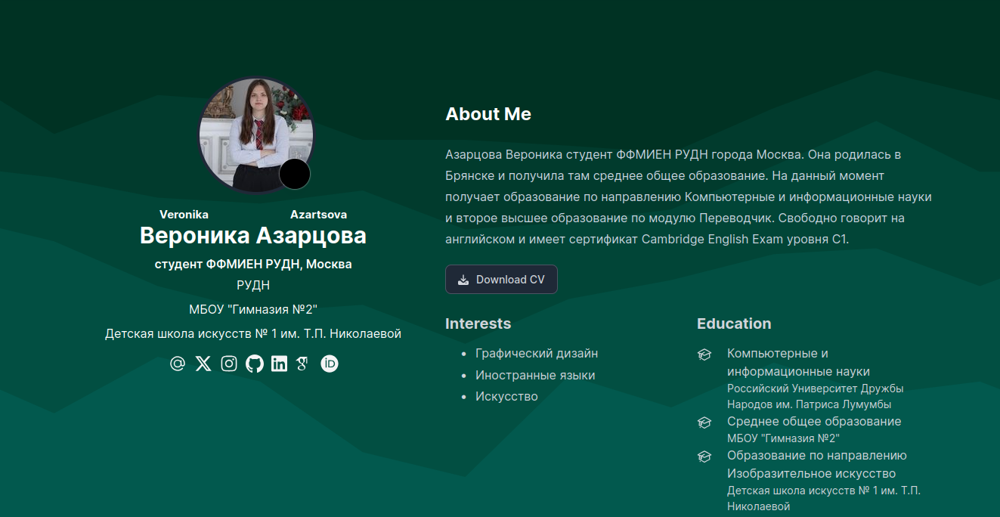 Veronika Azartsova
Вероника Азарцова
студент ФФМИЕН РУДН, Москва
РУДН
МБОУ "Гимназия №2"
Детская школа искусств № 1 им. Т.П. Николаевой
About Me
Азарцова Вероника студент ФФМИЕН РУДН города Москва. Она родилась в
Брянске и получила там среднее общее образование. На данный момент
получает образование по направлению Компьютерные и информационные науки
и второе высшее образование по модулю Переводчик. Свободно говорит на
английском и имеет сертификат Cambridge English Exam уровня C1.
Download CV
Interests
Графический дизайн
Иностранные языки
Искусство
Education
Компьютерные и
информационные науки
Российский Университет Дружбы
Народов им. Патриса Лумумбы
Среднее общее образование
МБОУ "Гимназия №2"
Образование по направлению
Изобразительное искусство
Детская школа искусств № 1 им. Т.П.
Николаевой